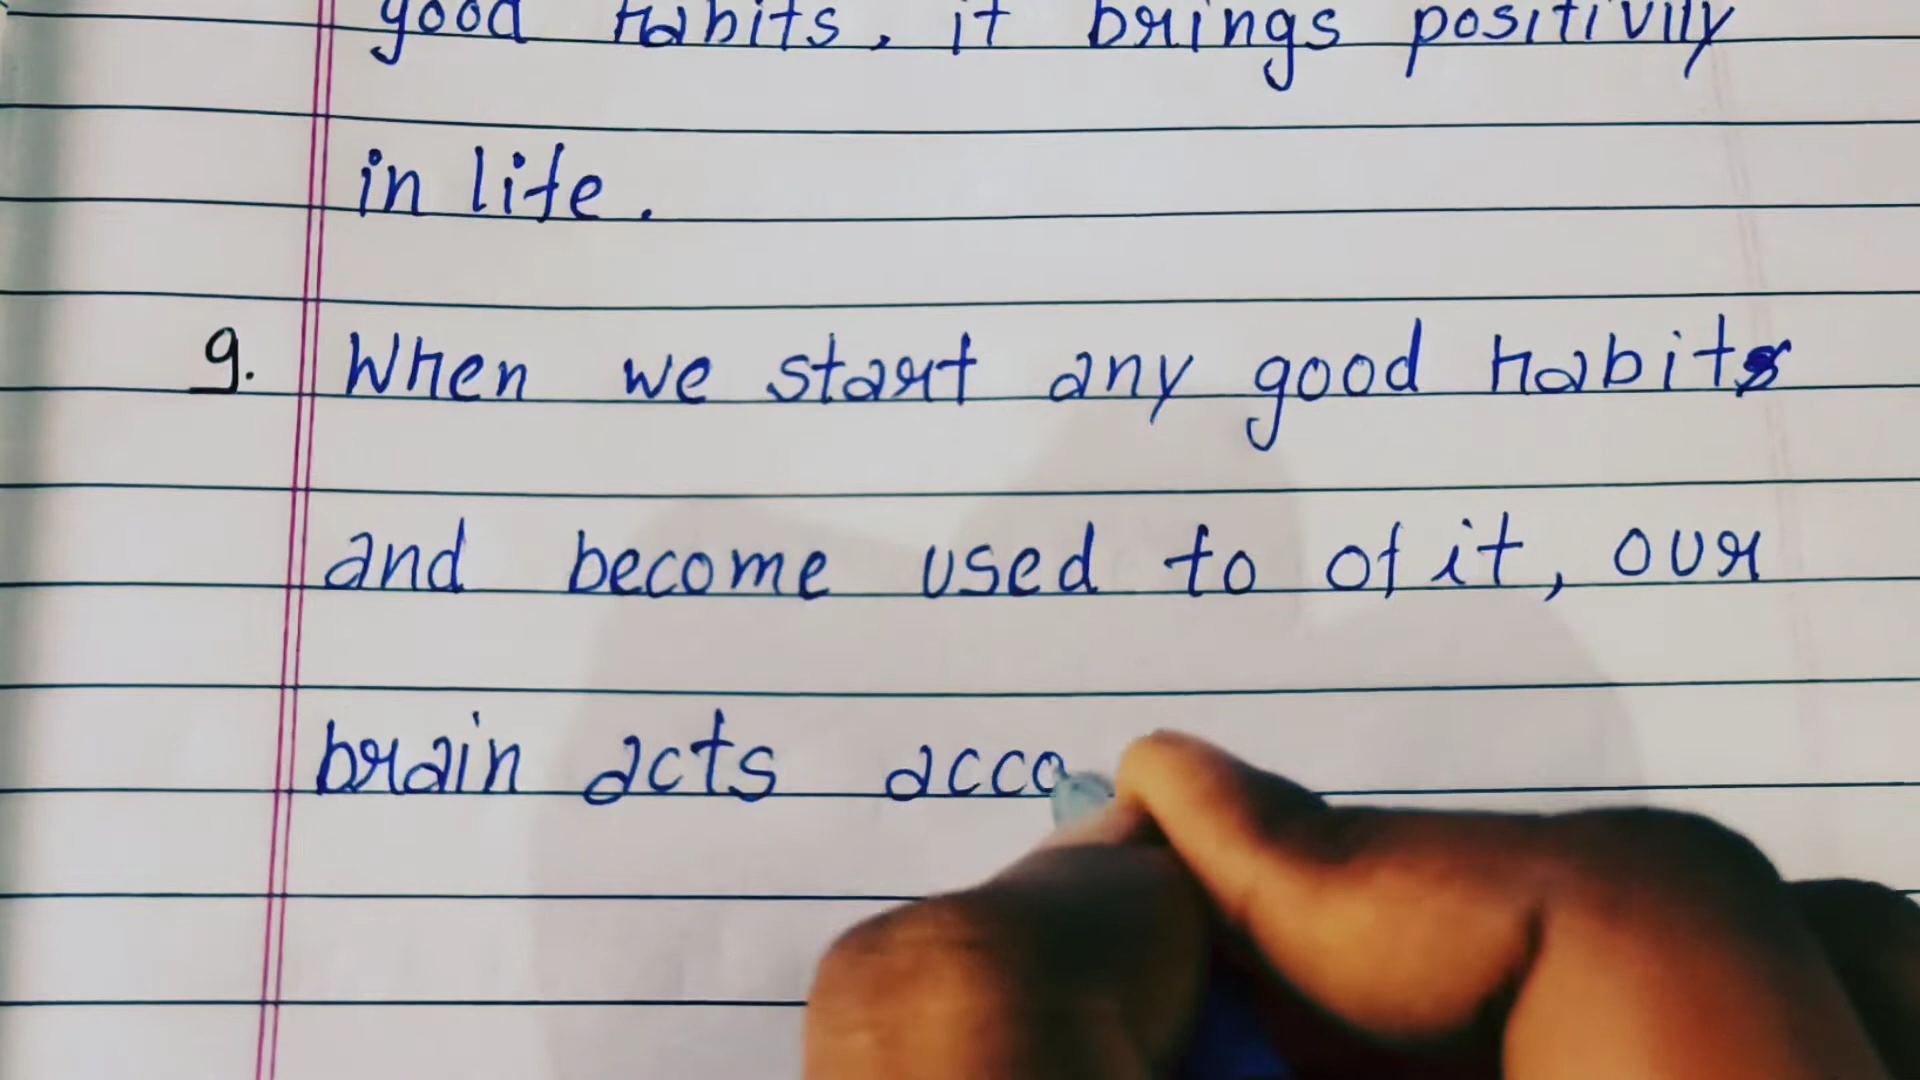 good habits, it brings positivity
in life.
9. When we start any good habits
and become used to of it, our
brain acts acco